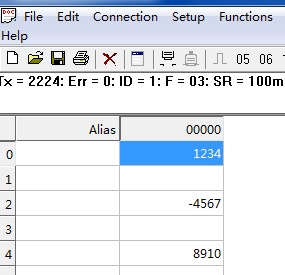 File Edit Connection Setup Functions
Help
05 06
Tx = 2224: Err = 0: ID = 1: F = 03: SR = 100m
Alias 00000
0 1234
1
2 -4567
3
4 8910